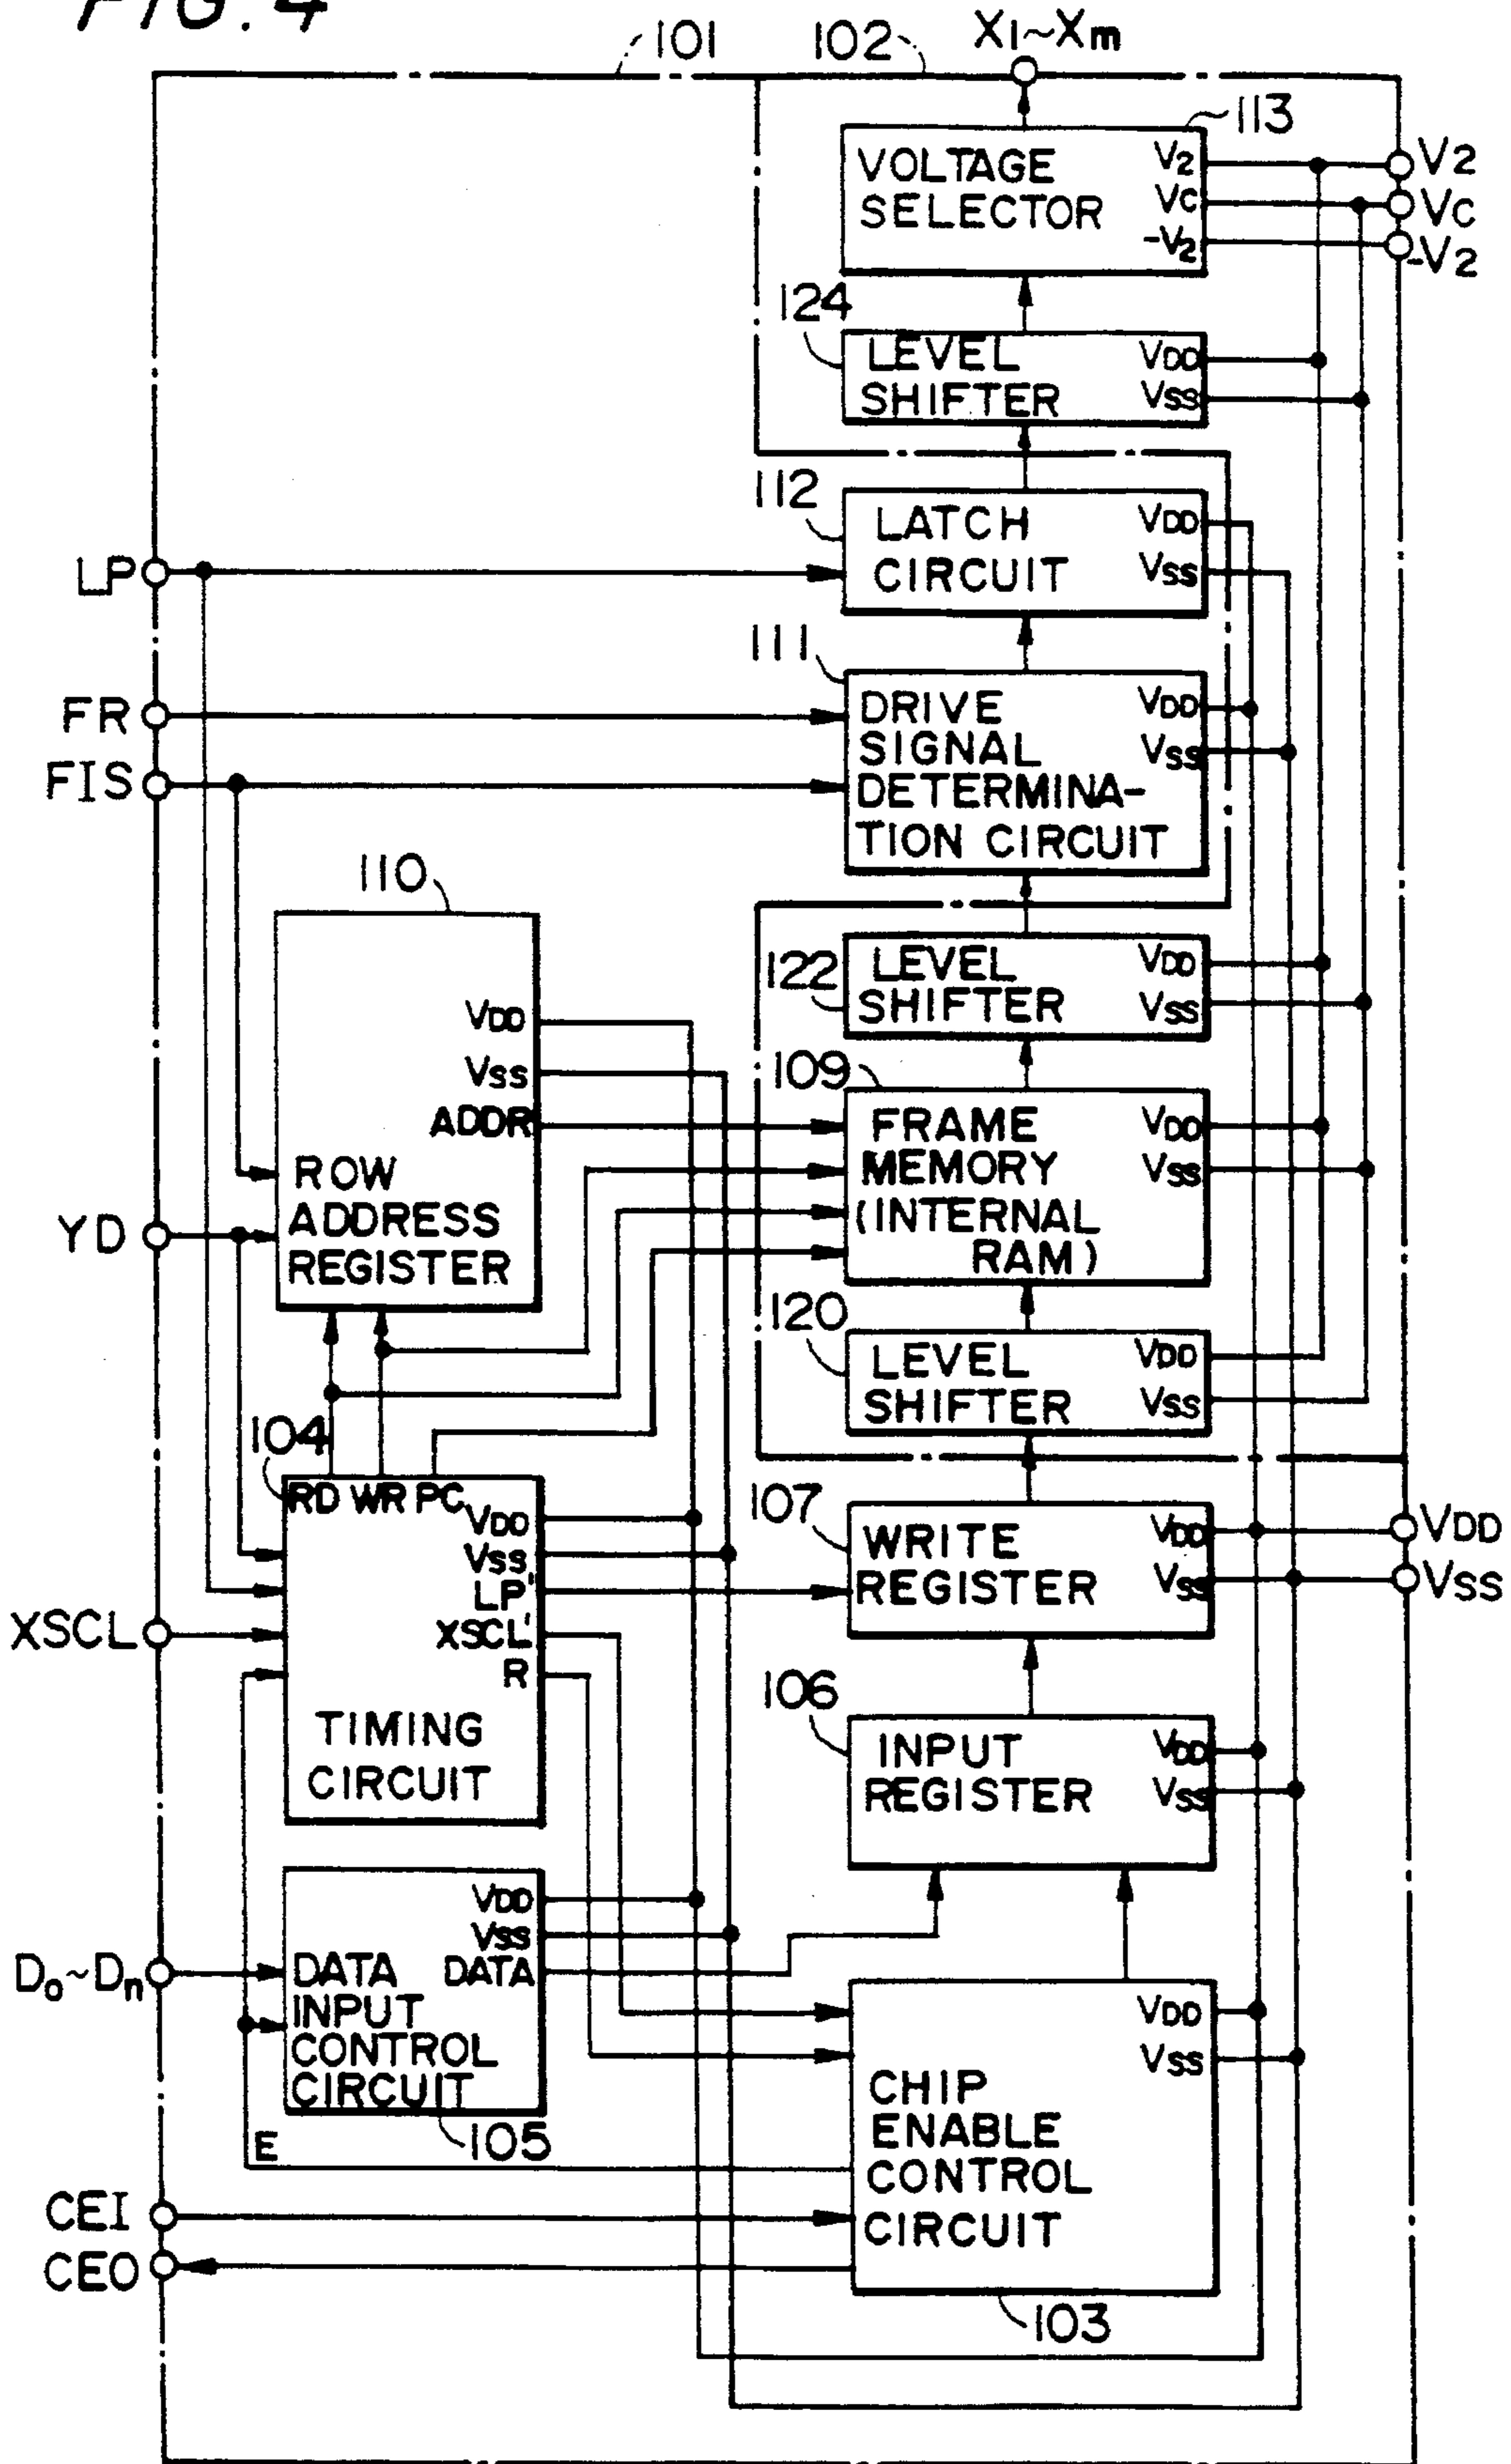 FIG. 4
101
102
X1~Xm
113
VOLTAGE
SELECTOR
V2
VC
-V2
V2
VC
-V2
124
LEVEL
SHIFTER
VDD
VSS
112
LATCH
CIRCUIT
VDD
VSS
LP
111
DRIVE
SIGNAL
DETERMINA-
TION CIRCUIT
VDD
VSS
FR
FIS
110
VDD
VSS
ADDR
ROW
ADDRESS
REGISTER
YD
122
LEVEL
SHIFTER
VDD
VSS
109
FRAME
MEMORY
(INTERNAL
RAM)
VDD
VSS
120
LEVEL
SHIFTER
VDD
VSS
104
RD WR PC
VDD
VSS
LP'
XSCL'
R
TIMING
CIRCUIT
XSCL
107
WRITE
REGISTER
VDD
VSS
VDD
VSS
106
INPUT
REGISTER
VDD
VSS
VDD
VSS
DATA
DATA
INPUT
CONTROL
CIRCUIT
105
Do~Dn
E
CHIP
ENABLE
CONTROL
CIRCUIT
VDD
VSS
103
CEI
CEO